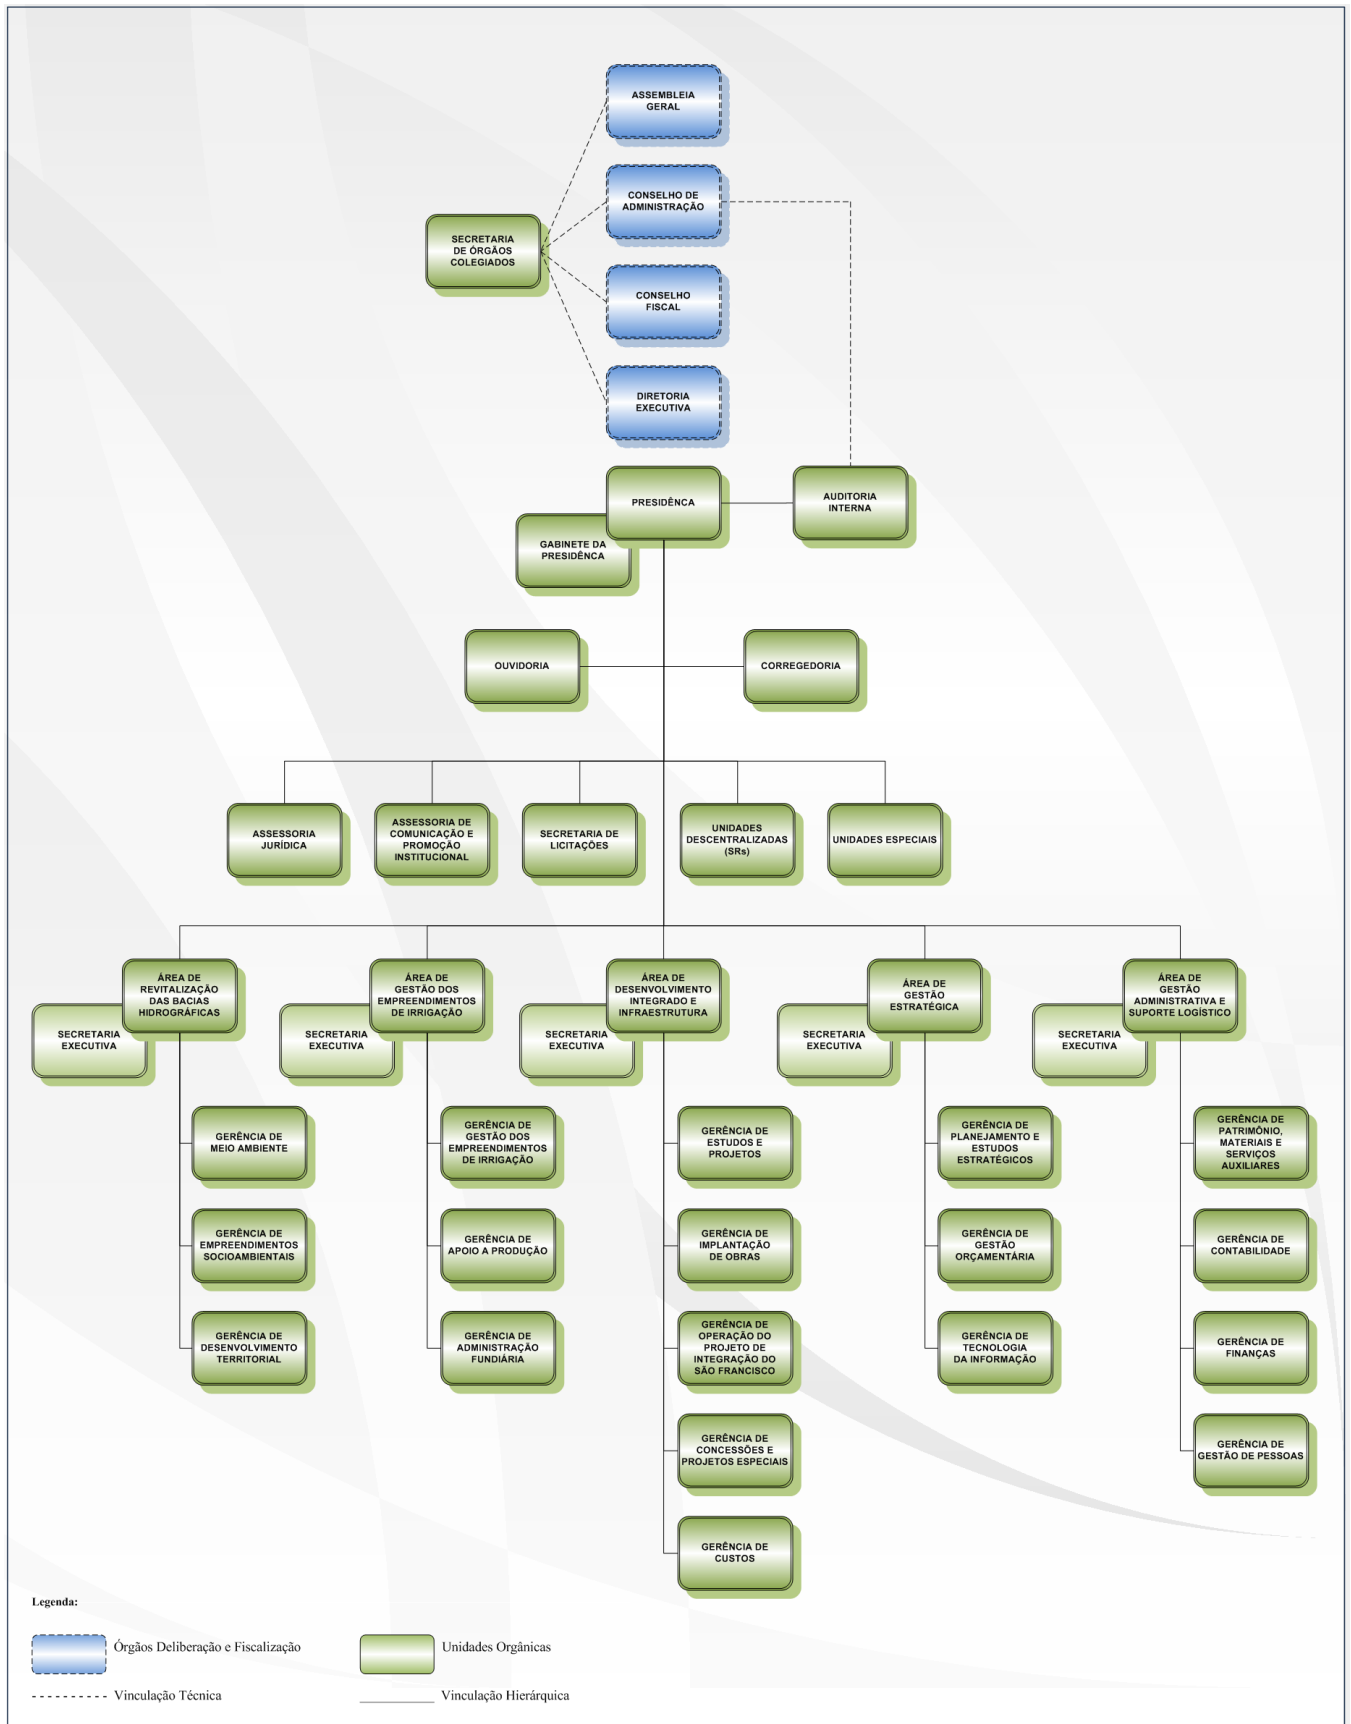 ASSEMBLEIA
GERAL
CONSELHO DE
ADMINISTRAÇÃO
SECRETARIA
DE ÓRGÃOS
COLEGIADOS
CONSELHO
FISCAL
DIRETORIA
EXECUTIVA
PRESIDÊNCA
AUDITORIA
INTERNA
GABINETE DA
PRESIDÊNCA
OUVIDORIA
CORREGEDORIA
ASSESSORIA
JURÍDICA
ASSESSORIA DE
COMUNICAÇÃO E
PROMOÇÃO
INSTITUCIONAL
SECRETARIA DE
LICITAÇÕES
UNIDADES
DESCENTRALIZADAS
(SRs)
UNIDADES ESPECIAIS
ÁREA DE
REVITALIZAÇÃO
DAS BACIAS
HIDROGRÁFICAS
SECRETARIA
EXECUTIVA
ÁREA DE
GESTÃO DOS
EMPREENDIMENTOS
DE IRRIGAÇÃO
SECRETARIA
EXECUTIVA
ÁREA DE
DESENVOLVIMENTO
INTEGRADO E
INFRAESTRUTURA
SECRETARIA
EXECUTIVA
ÁREA DE
GESTÃO
ESTRATÉGICA
SECRETARIA
EXECUTIVA
ÁREA DE
GESTÃO
ADMINISTRATIVA E
SUPORTE LOGÍSTICO
SECRETARIA
EXECUTIVA
GERÊNCIA DE
MEIO AMBIENTE
GERÊNCIA DE
GESTÃO DOS
EMPREENDIMENTOS
DE IRRIGAÇÃO
GERÊNCIA DE
ESTUDOS E
PROJETOS
GERÊNCIA DE
PLANEJAMENTO E
ESTUDOS
ESTRATÉGICOS
GERÊNCIA DE
PATRIMÔNIO,
MATERIAIS E
SERVIÇOS
AUXILIARES
GERÊNCIA DE
EMPREENDIMENTOS
SOCIOAMBIENTAIS
GERÊNCIA DE
APOIO A PRODUÇÃO
GERÊNCIA DE
IMPLANTAÇÃO
DE OBRAS
GERÊNCIA DE
GESTÃO
ORÇAMENTÁRIA
GERÊNCIA DE
CONTABILIDADE
GERÊNCIA DE
DESENVOLVIMENTO
TERRITORIAL
GERÊNCIA DE
ADMINISTRAÇÃO
FUNDIÁRIA
GERÊNCIA DE
OPERAÇÃO DO
PROJETO DE
INTEGRAÇÃO DO
SÃO FRANCISCO
GERÊNCIA DE
TECNOLOGIA
DA INFORMAÇÃO
GERÊNCIA DE
FINANÇAS
GERÊNCIA DE
CONCESSÕES E
PROJETOS ESPECIAIS
GERÊNCIA DE
GESTÃO DE PESSOAS
GERÊNCIA DE
CUSTOS
Legenda:
Órgãos Deliberação e Fiscalização
Unidades Orgânicas
Vinculação Técnica
Vinculação Hierárquica